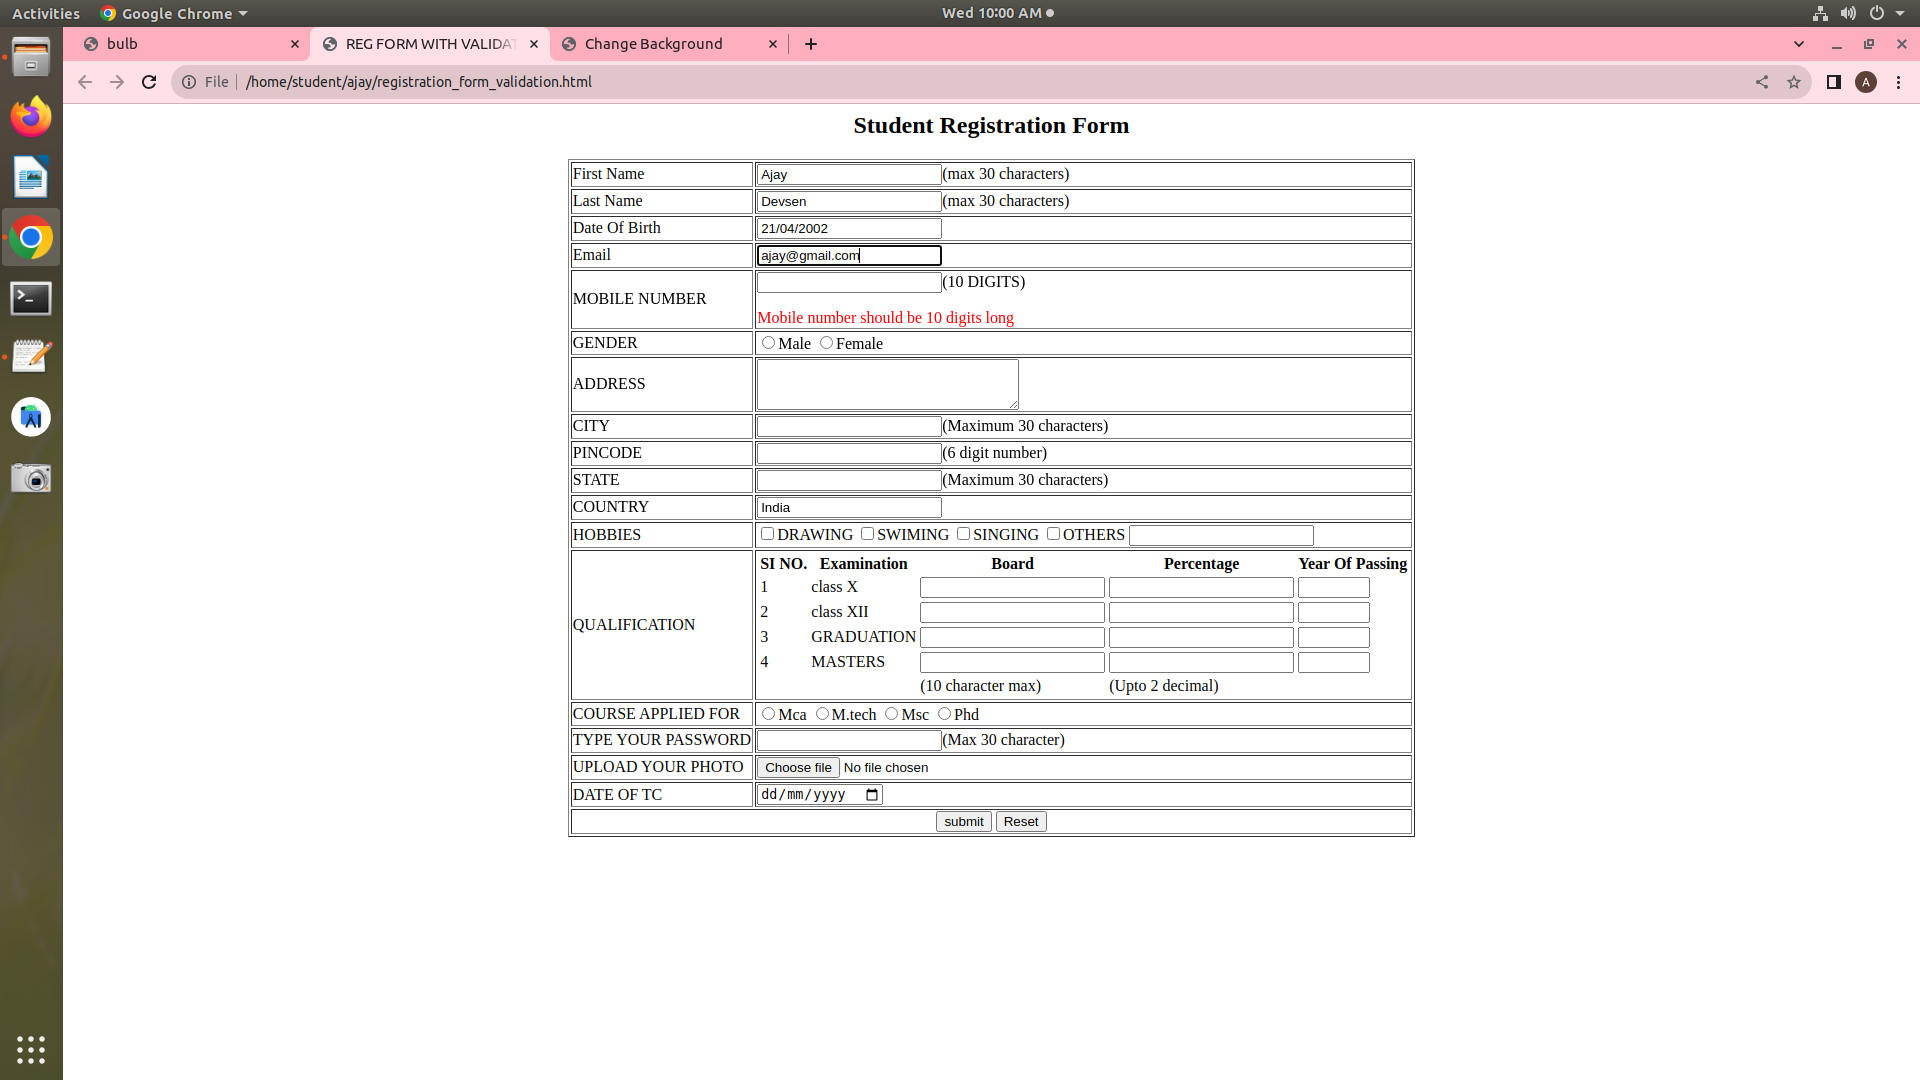 Activities Google Chrome Wed 10:00 AM
bulb REG FORM WITH VALIDAT Change Background
File /home/student/ajay/registration_form_validation.html A
Student Registration Form
First Name Ajay (max 30 characters)
Last Name Devsen (max 30 characters)
Date Of Birth 21/04/2002
Email ajay@gmail.com
MOBILE NUMBER (10 DIGITS)
Mobile number should be 10 digits long
GENDER Male Female
ADDRESS
CITY (Maximum 30 characters)
PINCODE (6 digit number)
STATE (Maximum 30 characters)
COUNTRY India
HOBBIES DRAWING SWIMING SINGING OTHERS
QUALIFICATION
SI NO. Examination Board Percentage Year Of Passing
1 class X
2 class XII
3 GRADUATION
4 MASTERS
(10 character max) (Upto 2 decimal)
COURSE APPLIED FOR Mca M.tech Msc Phd
TYPE YOUR PASSWORD (Max 30 character)
UPLOAD YOUR PHOTO Choose file No file chosen
DATE OF TC dd/mm/yyyy
submit Reset